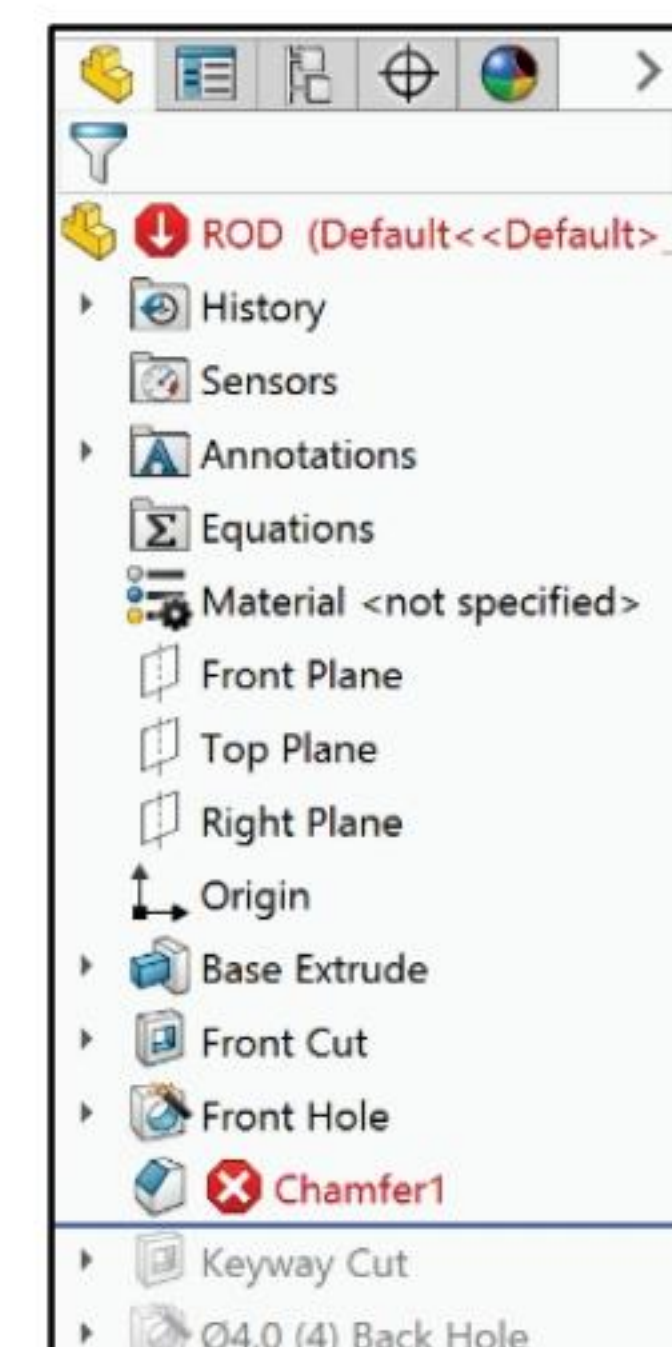 ROD (Default<<Default>_
History
Sensors
Annotations
Equations
Material <not specified>
Front Plane
Top Plane
Right Plane
Origin
Base Extrude
Front Cut
Front Hole
Chamfer1
Keyway Cut
Ø4.0 (4) Back Hole